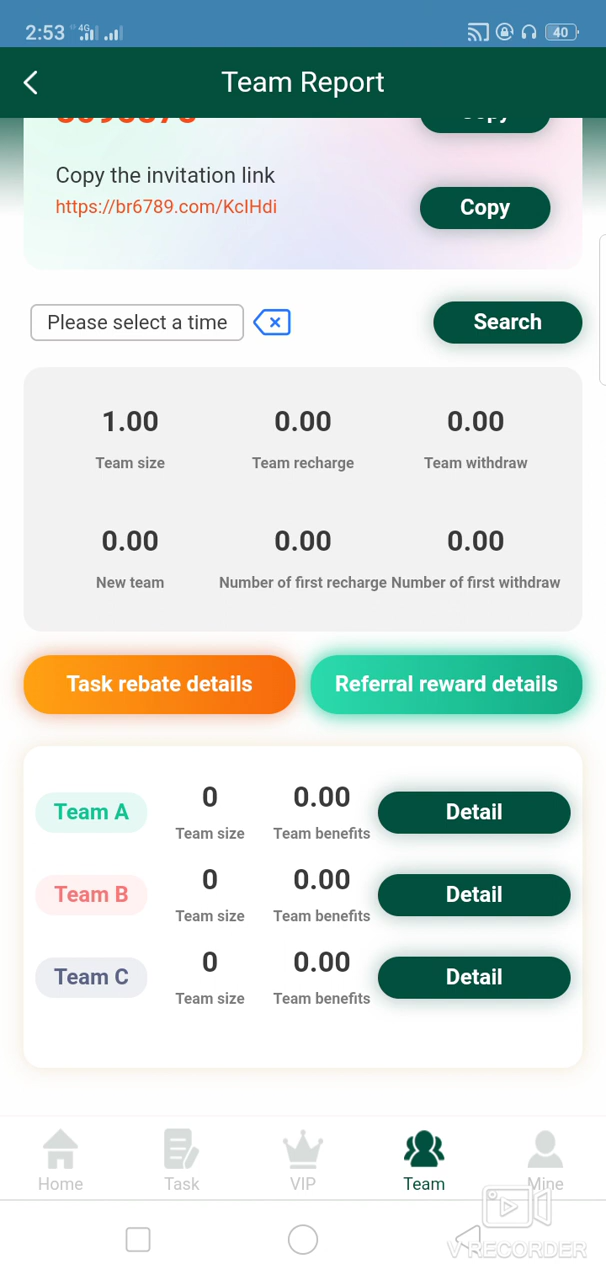 2:53 4G 40
Team Report
Copy the invitation link
https://br6789.com/KcIHdi
Copy
Please select a time
Search
1.00 0.00 0.00
Team size Team recharge Team withdraw
0.00 0.00 0.00
New team Number of first recharge Number of first withdraw
Task rebate details Referral reward details
Team A 0 0.00 Detail
Team size Team benefits
Team B 0 0.00 Detail
Team size Team benefits
Team C 0 0.00 Detail
Team size Team benefits
Home Task VIP Team Mine
V RECORDER